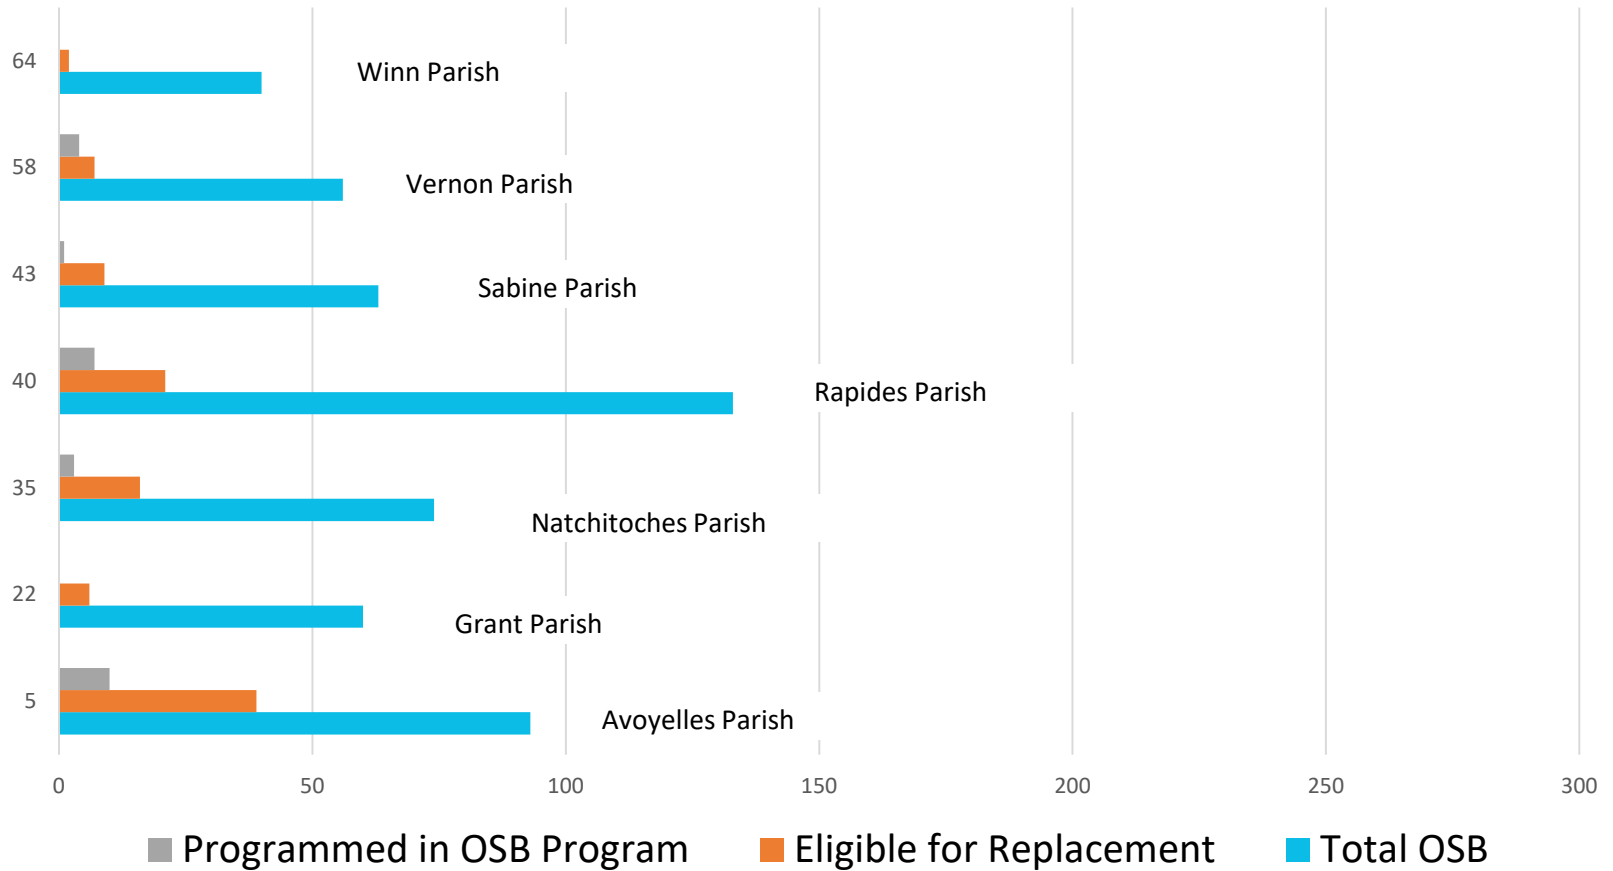 64
Winn Parish
58
Vernon Parish
43
Sabine Parish
40
Rapides Parish
35
Natchitoches Parish
22
Grant Parish
5
Avoyelles Parish
0 50 100 150 200 250 300
Programmed in OSB Program Eligible for Replacement Total OSB